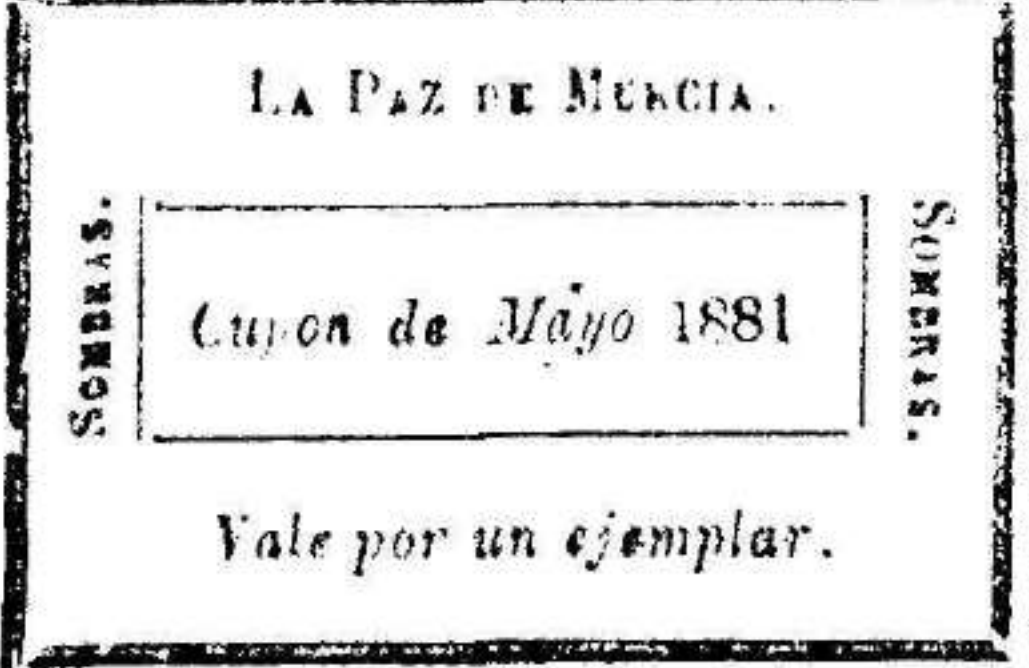 LA PAZ DE MURCIA.
SOMBRAS.
Cupon de Mayo 1881
SOMBRAS.
Vale por un ejemplar.